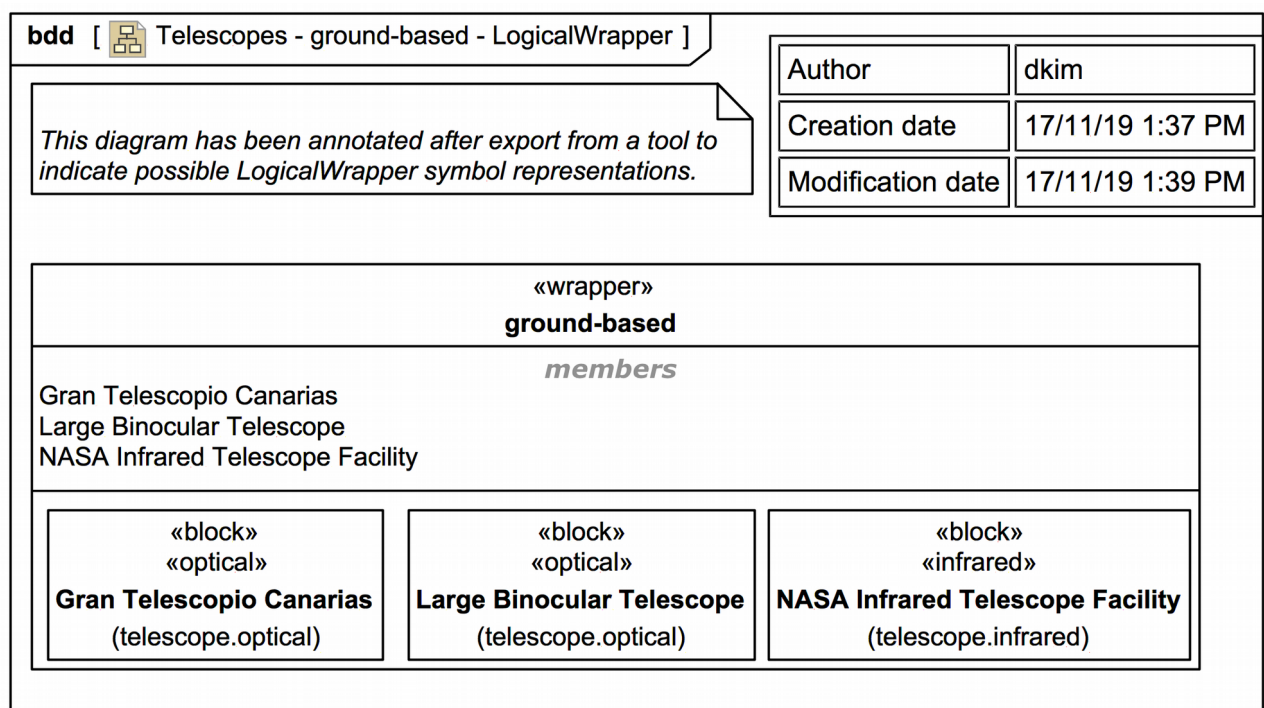 bdd [ Telescopes - ground-based - LogicalWrapper ]
Author dkim
Creation date 17/11/19 1:37 PM
Modification date 17/11/19 1:39 PM
This diagram has been annotated after export from a tool to
indicate possible LogicalWrapper symbol representations.
«wrapper»
ground-based
members
Gran Telescopio Canarias
Large Binocular Telescope
NASA Infrared Telescope Facility
«block»
«optical»
Gran Telescopio Canarias
(telescope.optical)
«block»
«optical»
Large Binocular Telescope
(telescope.optical)
«block»
«infrared»
NASA Infrared Telescope Facility
(telescope.infrared)